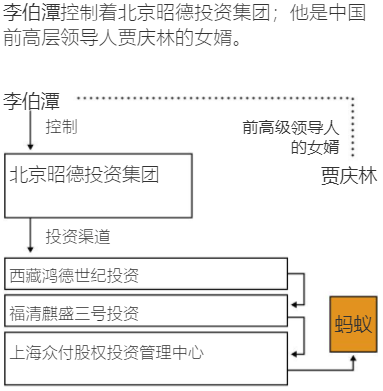 李伯潭控制着北京昭德投资集团；他是中国
前高层领导人贾庆林的女婿。
李伯潭
控制
前高级领导人
的女婿
贾庆林
北京昭德投资集团
投资渠道
西藏鸿德世纪投资
福清麒盛三号投资
上海众付股权投资管理中心
蚂蚁